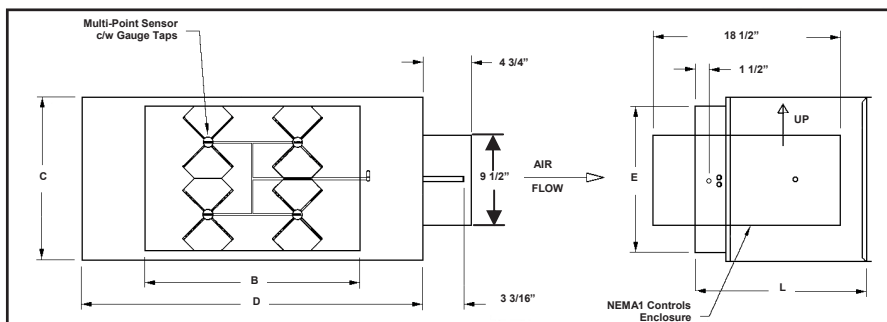 Multi-Point Sensor
c/w Gauge Taps
4 3/4”
18 1/2”
1 1/2”
UP
C
9 1/2”
AIR
FLOW
E
B
D
3 3/16”
L
NEMA1 Controls
Enclosure